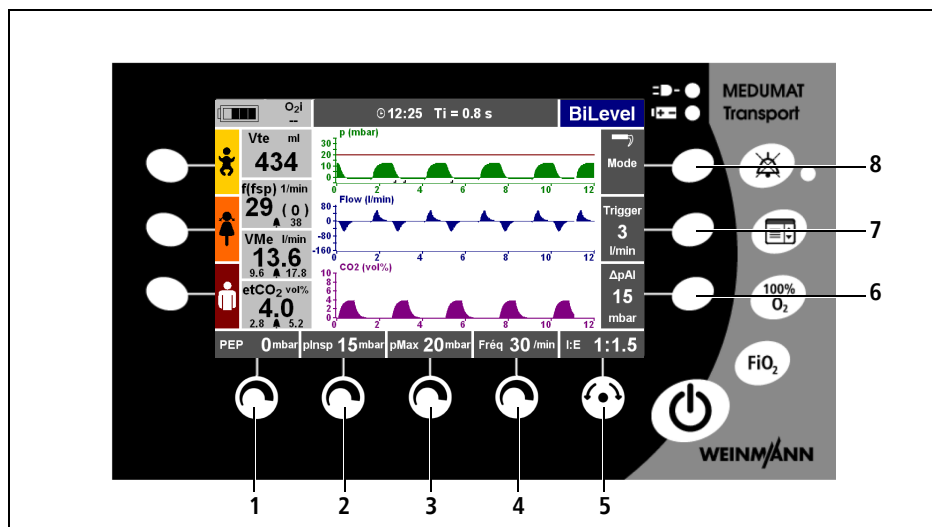 MEDUMAT
Transport
O2i
--
12:25 Ti = 0.8 s
BiLevel
Vte ml
434
f(fsp) 1/min
29 (0)
38
VMe l/min
13.6
9.6 17.8
etCO2 vol%
4.0
2.8 5.2
p (mbar)
30
20
10
0
0 2 4 6 8 10 12
Flow (l/min)
80
0
-80
-160
0 2 4 6 8 10 12
CO2 (vol%)
10
8
6
4
2
0
0 2 4 6 8 10 12
Mode
Trigger
3
l/min
ΔpAI
15
mbar
PEP 0 mbar pInsp 15 mbar pMax 20 mbar Fréq 30 /min I:E 1:1.5
100%
O2
FiO2
WEINMANN
8
7
6
1 2 3 4 5